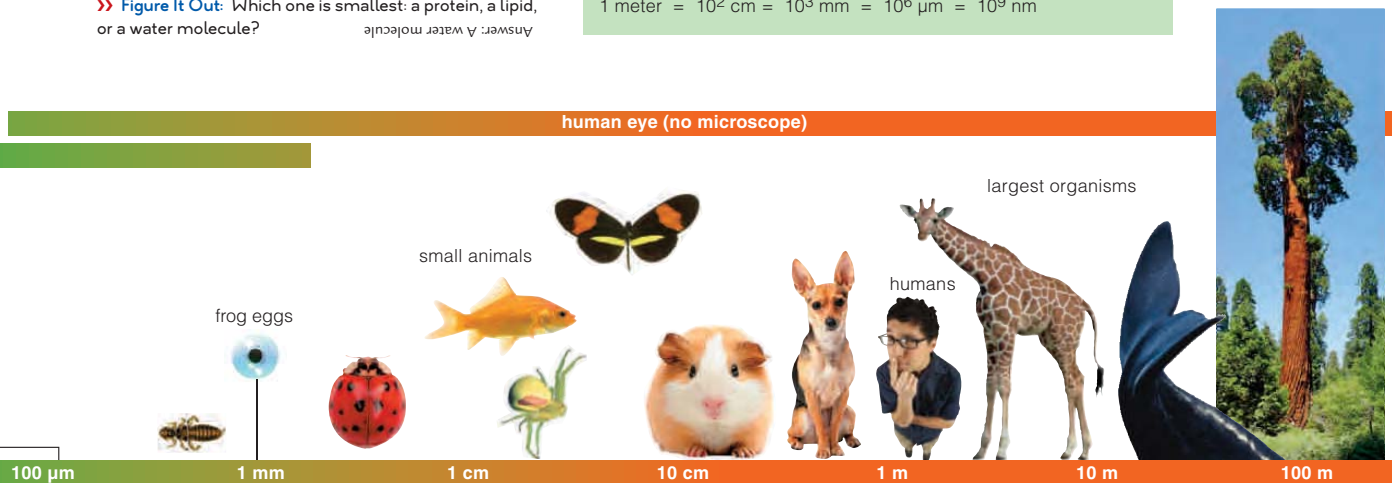 » Figure It Out: Which one is smallest: a protein, a lipid,
or a water molecule?
Answer: A water molecule
1 meter = 10² cm = 10³ mm = 10⁶ µm = 10⁹ nm
human eye (no microscope)
largest organisms
small animals
humans
frog eggs
100 µm 1 mm 1 cm 10 cm 1 m 10 m 100 m